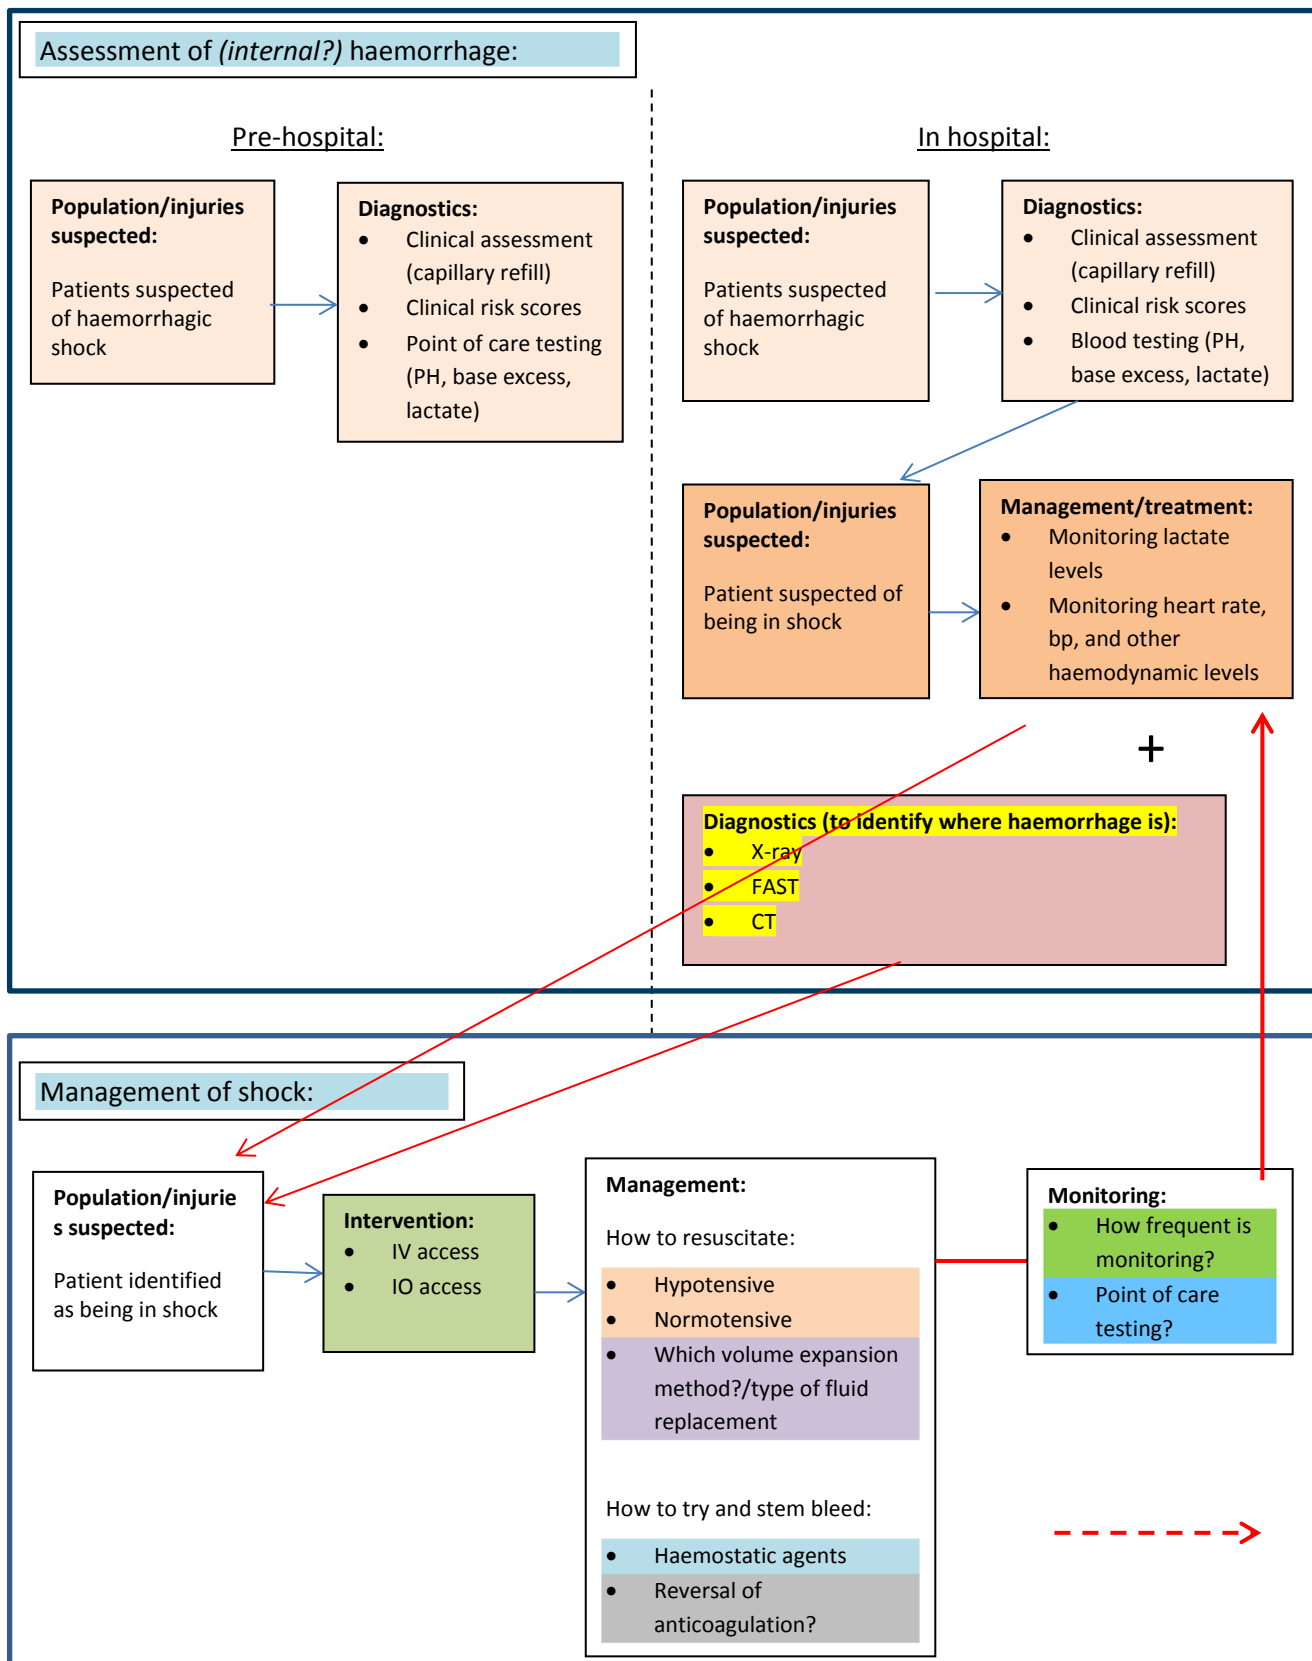 Assessment of (internal?) haemorrhage:
Pre-hospital:
Population/injuries
suspected:
Patients suspected
of haemorrhagic
shock
Diagnostics:
• Clinical assessment
(capillary refill)
• Clinical risk scores
• Point of care testing
(PH, base excess,
lactate)
In hospital:
Population/injuries
suspected:
Patients suspected
of haemorrhagic
shock
Diagnostics:
• Clinical assessment
(capillary refill)
• Clinical risk scores
• Blood testing (PH,
base excess, lactate)
Population/injuries
suspected:
Patient suspected of
being in shock
Management/treatment:
• Monitoring lactate
levels
• Monitoring heart rate,
bp, and other
haemodynamic levels
+
Diagnostics (to identify where haemorrhage is):
• X-ray
• FAST
• CT
Management of shock:
Population/injurie
s suspected:
Patient identified
as being in shock
Intervention:
• IV access
• IO access
Management:
How to resuscitate:
• Hypotensive
• Normotensive
• Which volume expansion
method?/type of fluid
replacement
How to try and stem bleed:
• Haemostatic agents
• Reversal of
anticoagulation?
Monitoring:
• How frequent is
monitoring?
• Point of care
testing?